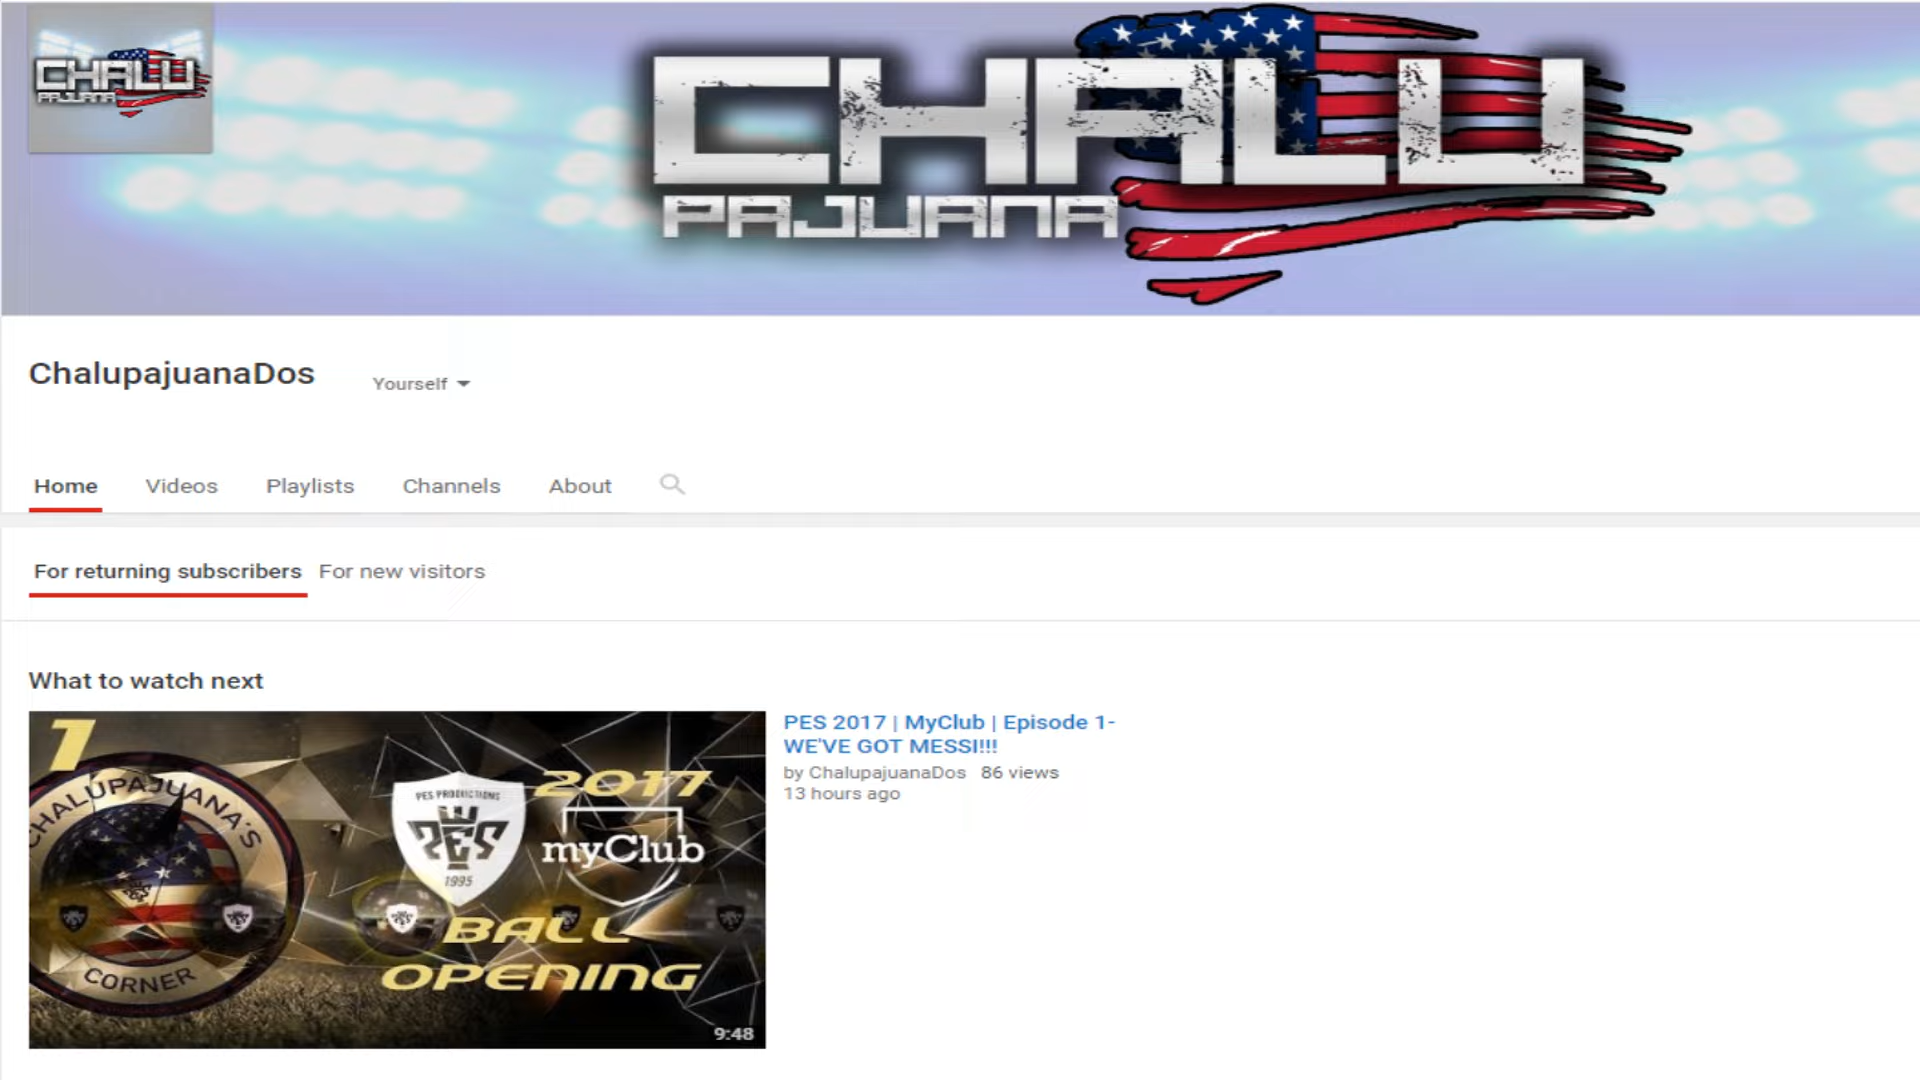 CHALU
PAJUANA
CHALU
PAJUANA
ChalupajuanaDos
Yourself
Home Videos Playlists Channels About
For returning subscribers For new visitors
What to watch next
1
CHALUPAJUANA'S
CORNER
PES PRODUCTIONS
PES
1995
2017
myClub
BALL
OPENING
9:48
PES 2017 | MyClub | Episode 1-
WE'VE GOT MESSI!!!
by ChalupajuanaDos 86 views
13 hours ago